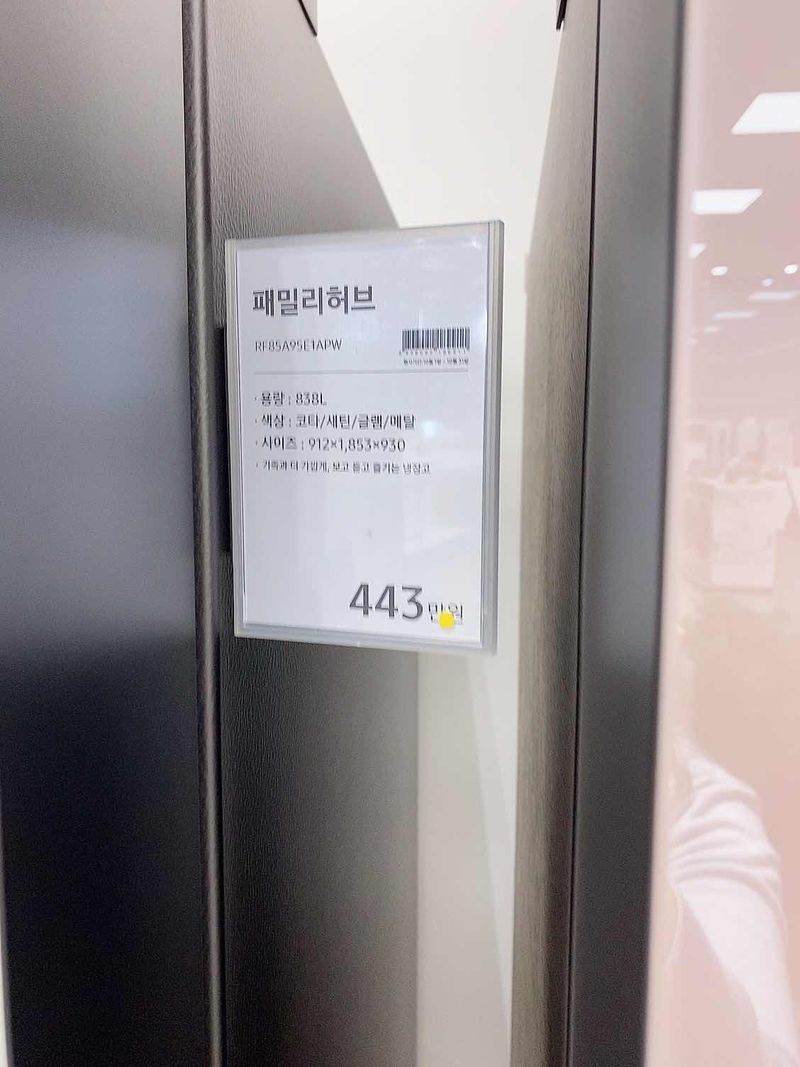 패밀리허브
RF85A95E1APW
· 용량 : 838L
· 색상 : 코타/새틴/글램/메탈
· 사이즈 : 912×1,853×930
· 가족과 더 가깝게, 보고 듣고 즐기는 냉장고
443만원